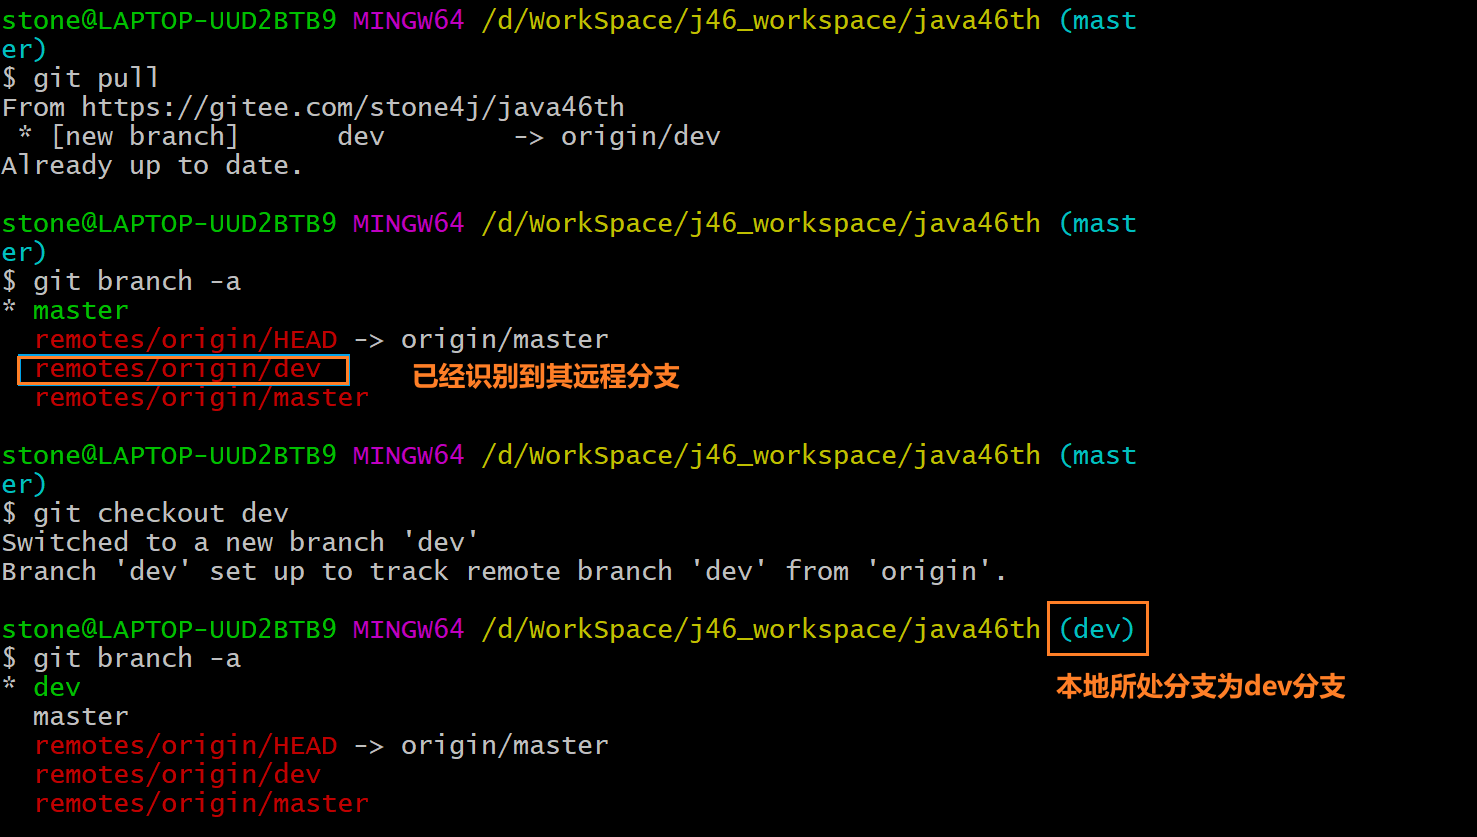 stone@LAPTOP-UUD2BTB9 MINGW64 /d/WorkSpace/j46_workspace/java46th (mast
er)
$ git pull
From https://gitee.com/stone4j/java46th
 * [new branch]      dev        -> origin/dev
Already up to date.
stone@LAPTOP-UUD2BTB9 MINGW64 /d/WorkSpace/j46_workspace/java46th (mast
er)
$ git branch -a
* master
  remotes/origin/HEAD -> origin/master
  remotes/origin/dev 已经识别到其远程分支
  remotes/origin/master
stone@LAPTOP-UUD2BTB9 MINGW64 /d/WorkSpace/j46_workspace/java46th (mast
er)
$ git checkout dev
Switched to a new branch 'dev'
Branch 'dev' set up to track remote branch 'dev' from 'origin'.
stone@LAPTOP-UUD2BTB9 MINGW64 /d/WorkSpace/j46_workspace/java46th (dev)
$ git branch -a
* dev 本地所处分支为dev分支
  master
  remotes/origin/HEAD -> origin/master
  remotes/origin/dev
  remotes/origin/master